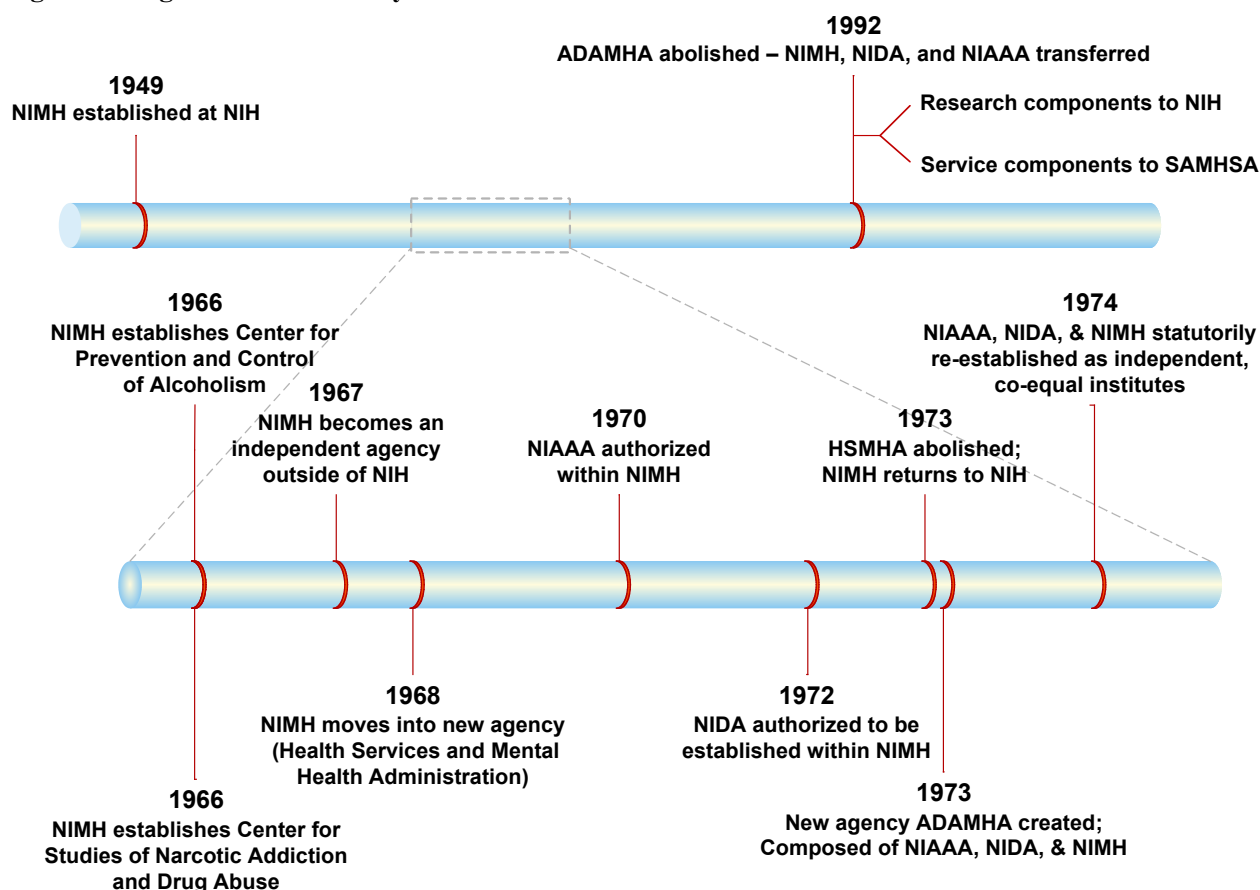 1992
ADAMHA abolished – NIMH, NIDA, and NIAAA transferred
1949
NIMH established at NIH
Research components to NIH
Service components to SAMHSA
1966
NIMH establishes Center for
Prevention and Control
of Alcoholism
1967
NIMH becomes an
independent agency
outside of NIH
1970
NIAAA authorized
within NIMH
1973
HSMHA abolished;
NIMH returns to NIH
1974
NIAAA, NIDA, & NIMH statutorily
re-established as independent,
co-equal institutes
1966
NIMH establishes Center for
Studies of Narcotic Addiction
and Drug Abuse
1968
NIMH moves into new agency
(Health Services and Mental
Health Administration)
1972
NIDA authorized to be
established within NIMH
1973
New agency ADAMHA created;
Composed of NIAAA, NIDA, & NIMH